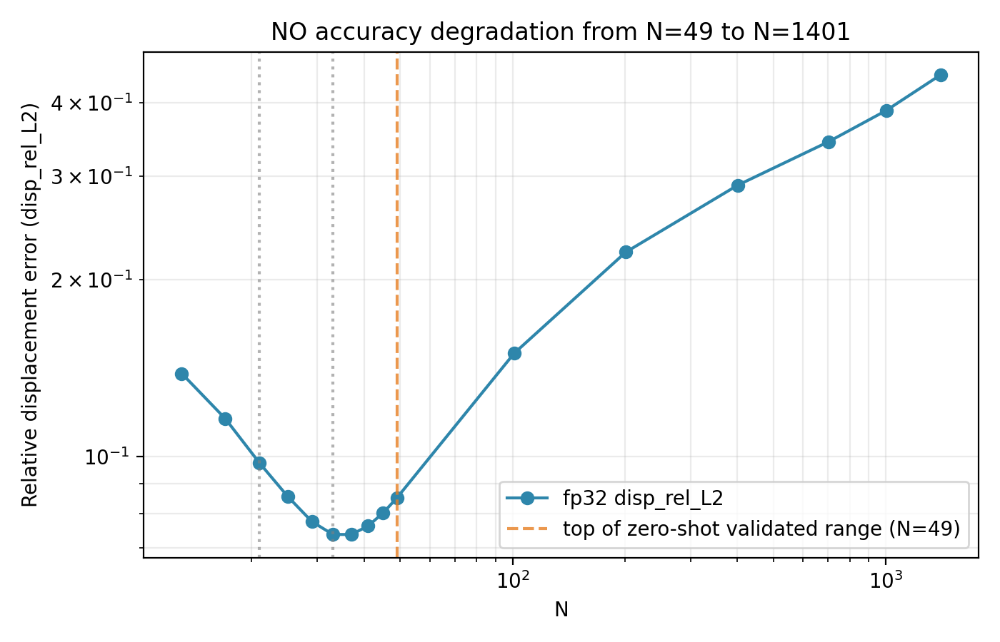 NO accuracy degradation from N=49 to N=1401
Relative displacement error (disp_rel_L2)
4 × 10⁻¹
3 × 10⁻¹
2 × 10⁻¹
10⁻¹
fp32 disp_rel_L2
top of zero-shot validated range (N=49)
10² 10³
N